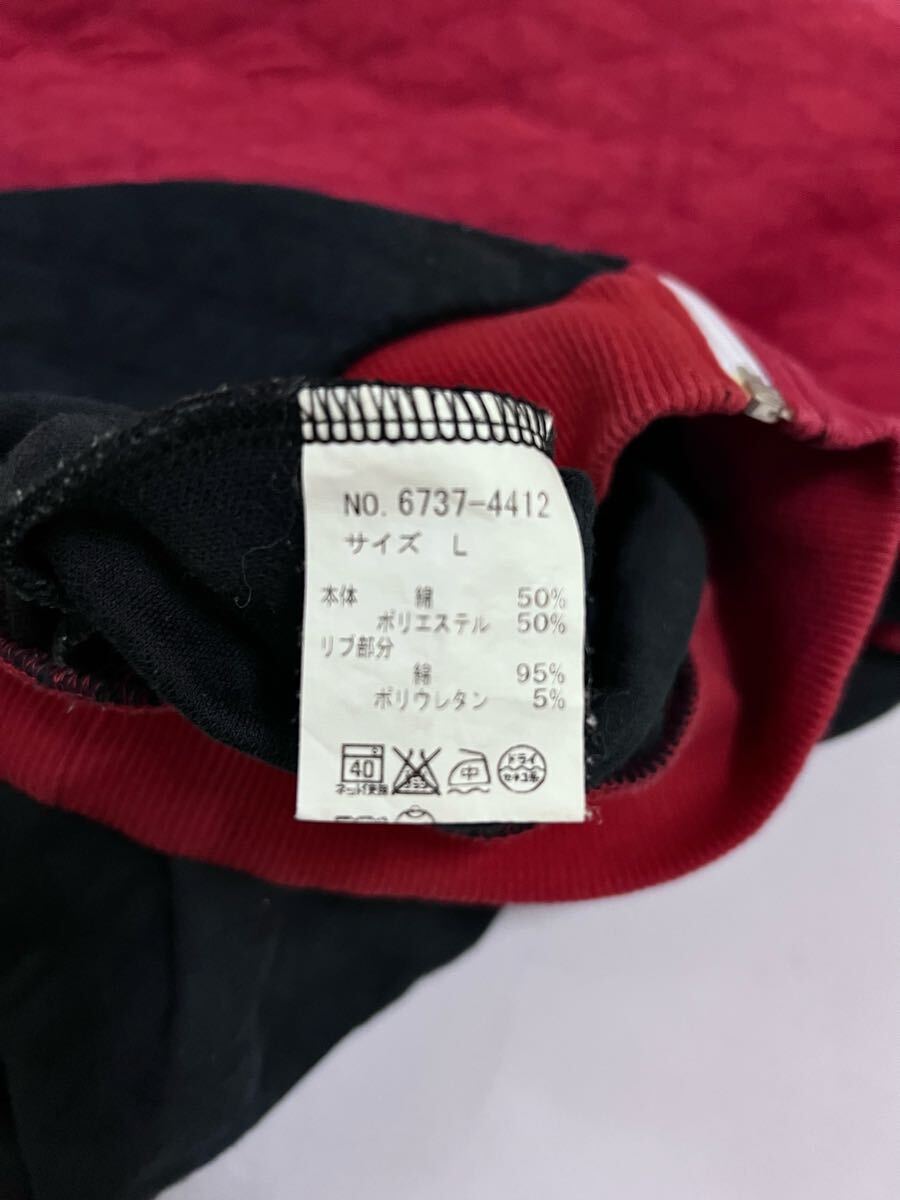 NO. 6737-4412
サイズ L
本体 綿 50%
ポリエステル 50%
リブ部分
綿 95%
ポリウレタン 5%
40 中 ドライ セキユ系
ネット使用